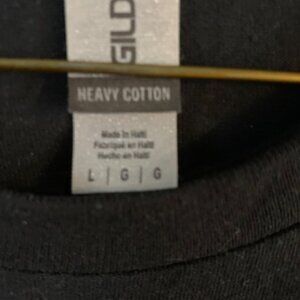 GILD
HEAVY COTTON
Made in Haiti
Fabriqué en Haïti
Hecho en Haití
L | G | G